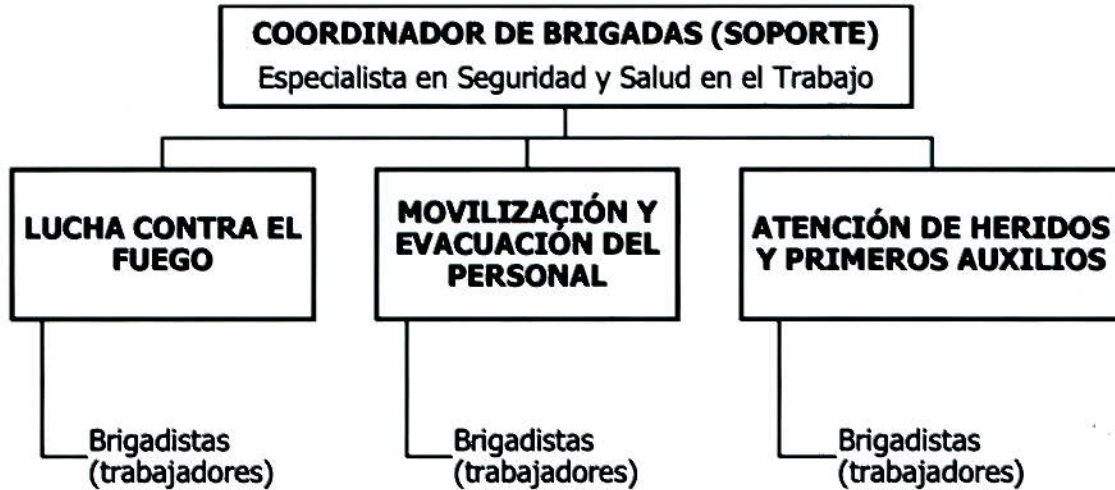 COORDINADOR DE BRIGADAS (SOPORTE)
Especialista en Seguridad y Salud en el Trabajo
LUCHA CONTRA EL
FUEGO
MOVILIZACIÓN Y
EVACUACIÓN DEL
PERSONAL
ATENCIÓN DE HERIDOS
Y PRIMEROS AUXILIOS
Brigadistas
(trabajadores)
Brigadistas
(trabajadores)
Brigadistas
(trabajadores)